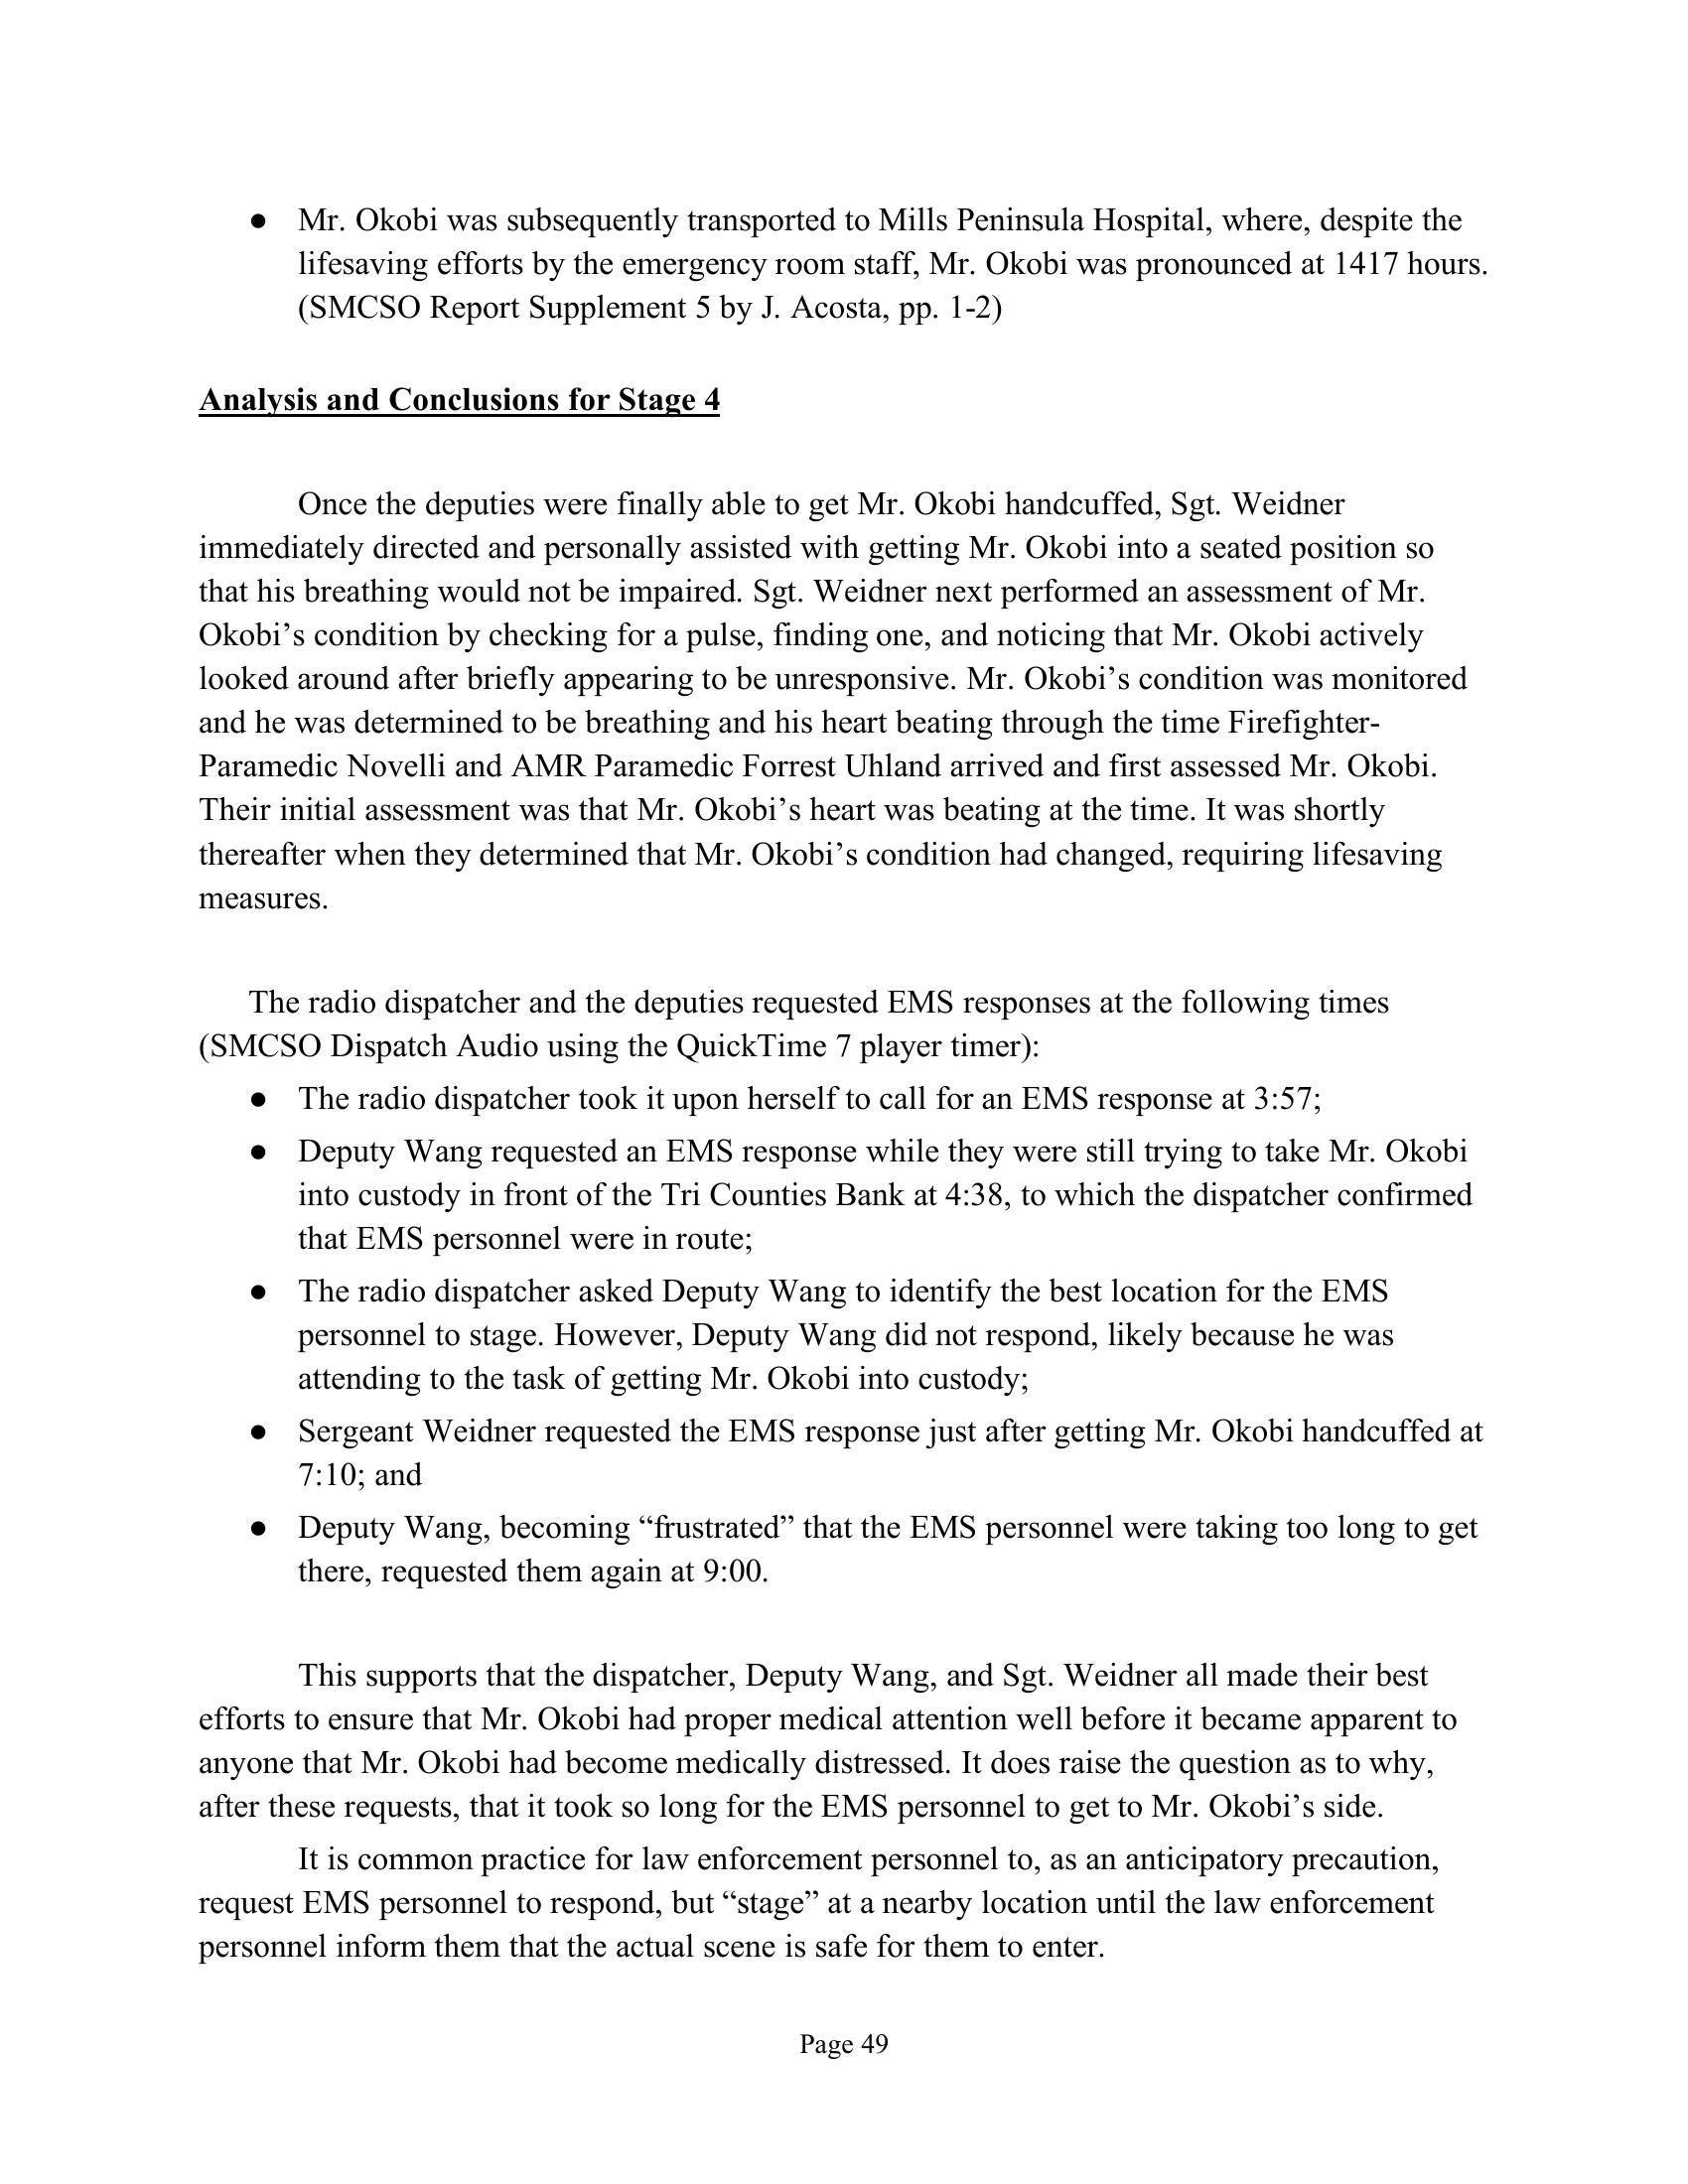 ● Mr. Okobi was subsequently transported to Mills Peninsula Hospital, where, despite the
lifesaving efforts by the emergency room staff, Mr. Okobi was pronounced at 1417 hours.
(SMCSO Report Supplement 5 by J. Acosta, pp. 1-2)
Analysis and Conclusions for Stage 4
Once the deputies were finally able to get Mr. Okobi handcuffed, Sgt. Weidner
immediately directed and personally assisted with getting Mr. Okobi into a seated position so
that his breathing would not be impaired. Sgt. Weidner next performed an assessment of Mr.
Okobi’s condition by checking for a pulse, finding one, and noticing that Mr. Okobi actively
looked around after briefly appearing to be unresponsive. Mr. Okobi’s condition was monitored
and he was determined to be breathing and his heart beating through the time Firefighter-
Paramedic Novelli and AMR Paramedic Forrest Uhland arrived and first assessed Mr. Okobi.
Their initial assessment was that Mr. Okobi’s heart was beating at the time. It was shortly
thereafter when they determined that Mr. Okobi’s condition had changed, requiring lifesaving
measures.
The radio dispatcher and the deputies requested EMS responses at the following times
(SMCSO Dispatch Audio using the QuickTime 7 player timer):
● The radio dispatcher took it upon herself to call for an EMS response at 3:57;
● Deputy Wang requested an EMS response while they were still trying to take Mr. Okobi
into custody in front of the Tri Counties Bank at 4:38, to which the dispatcher confirmed
that EMS personnel were in route;
● The radio dispatcher asked Deputy Wang to identify the best location for the EMS
personnel to stage. However, Deputy Wang did not respond, likely because he was
attending to the task of getting Mr. Okobi into custody;
● Sergeant Weidner requested the EMS response just after getting Mr. Okobi handcuffed at
7:10; and
● Deputy Wang, becoming “frustrated” that the EMS personnel were taking too long to get
there, requested them again at 9:00.
This supports that the dispatcher, Deputy Wang, and Sgt. Weidner all made their best
efforts to ensure that Mr. Okobi had proper medical attention well before it became apparent to
anyone that Mr. Okobi had become medically distressed. It does raise the question as to why,
after these requests, that it took so long for the EMS personnel to get to Mr. Okobi’s side.
It is common practice for law enforcement personnel to, as an anticipatory precaution,
request EMS personnel to respond, but “stage” at a nearby location until the law enforcement
personnel inform them that the actual scene is safe for them to enter.
Page 49